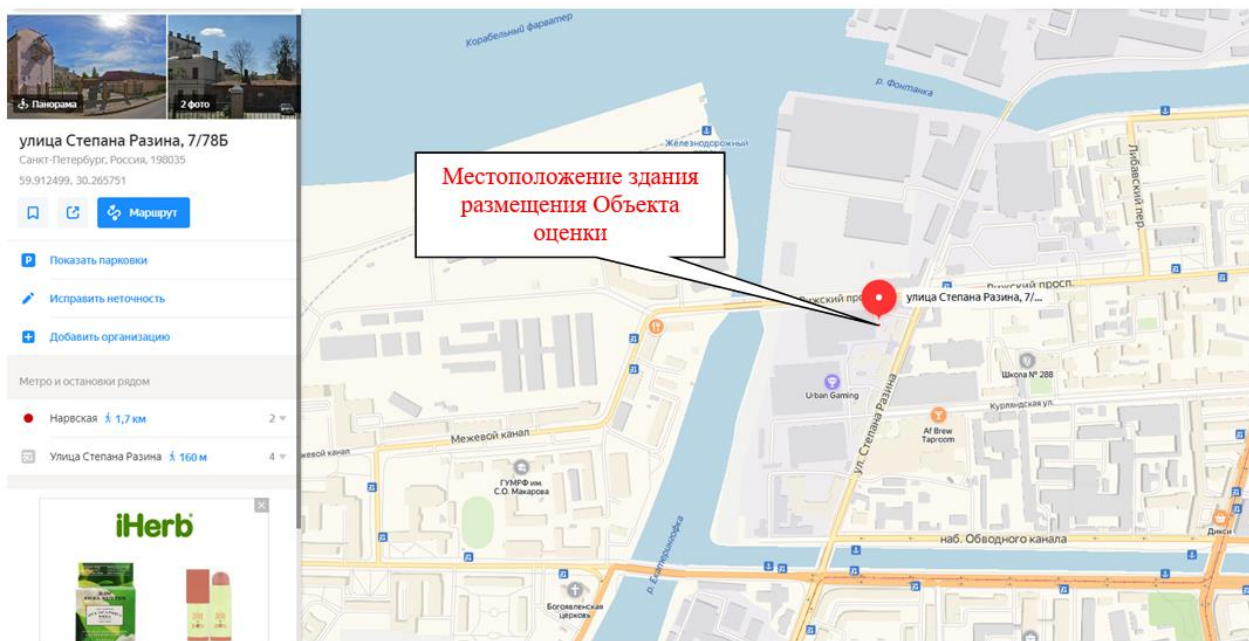 Панорама
2 фото
улица Степана Разина, 7/78Б
Санкт-Петербург, Россия, 198035
59.912499, 30.265751
Маршрут
P Показать парковки
Исправить неточность
Добавить организацию
Метро и остановки рядом
Нарвская 1,7 км 2
Улица Степана Разина 160 м 4
iHerb
Корабельный фарватер
р. Фонтанка
Железнодорожный
Либавский пер.
Местоположение здания
размещения Объекта
оценки
Рижский просп.
улица Степана Разина, 7/...
Школа № 288
Urban Gaming
Курляндская ул.
ул. Степана Разина
Af Brew
Taproom
Межевой канал
ГУМРФ им.
С.О. Макарова
р. Екатерингофка
наб. Обводного канала
Дикси
Богоявленская
церковь